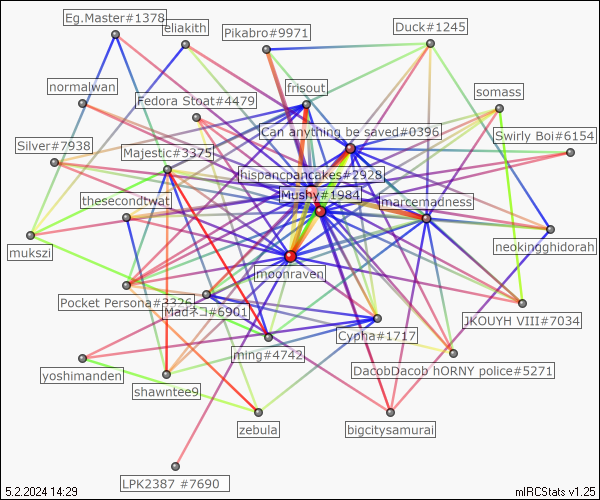 Eg.Master#1378
eliakith
Pikabro#9971
Duck#1245
normalwan
Fedora Stoat#4479
frisout
somass
Can anything be saved#0396
Swirly Boi#6154
Silver#7938
Majestic#3375
hispancpancakes#2928
Mushy#1984
marcemadness
thesecondtwat
mukszi
neokingghidorah
moonraven
Pocket Persona#3326
Madネコ#6901
JKOUYH VIII#7034
Cypha#1717
ming#4742
DacobDacob hORNY police#5271
yoshimanden
shawntee9
zebula
bigcitysamurai
LPK2387 #7690
5.2.2024 14:29
mIRCStats v1.25